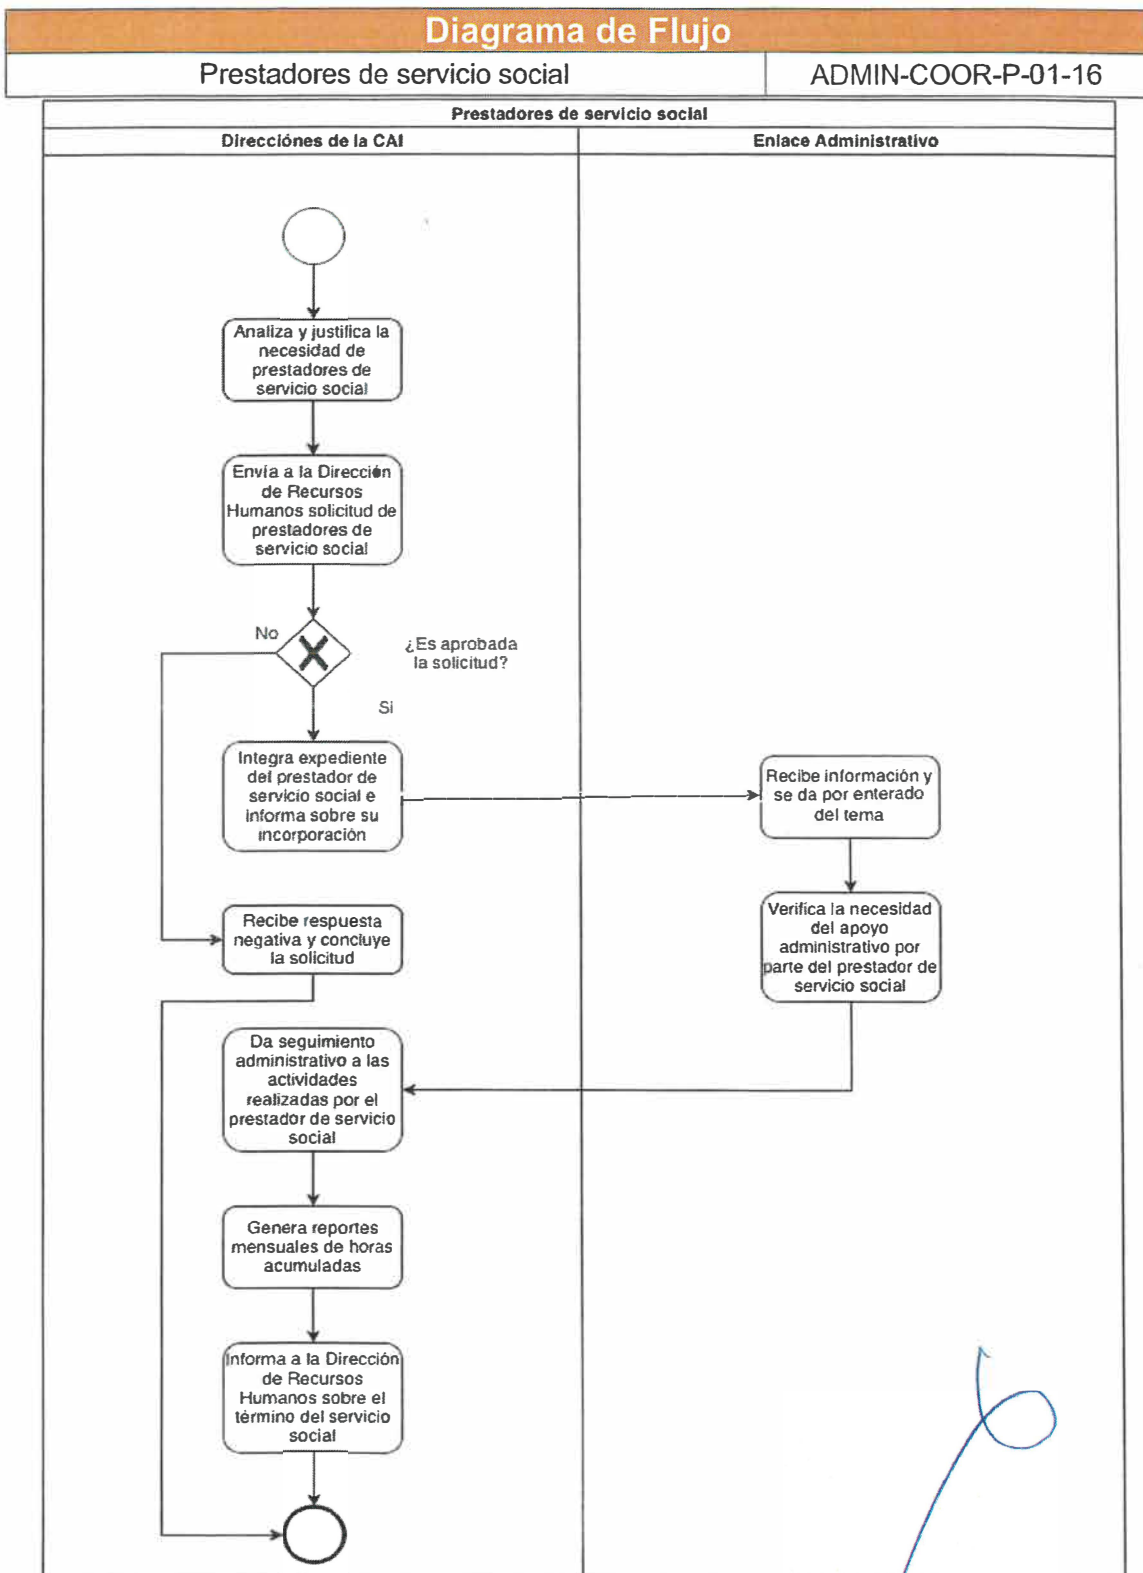 Diagrama de Flujo
Prestadores de servicio social
ADMIN-COOR-P-01-16
Prestadores de servicio social
Direcciónes de la CAI
Enlace Administrativo
Analiza y justifica la
necesidad de
prestadores de
servicio social
Envía a la Dirección
de Recursos
Humanos solicitud de
prestadores de
servicio social
No
¿Es aprobada
la solicitud?
Si
Integra expediente
del prestador de
servicio social e
informa sobre su
incorporación
Recibe información y
se da por enterado
del tema
Recibe respuesta
negativa y concluye
la solicitud
Verifica la necesidad
del apoyo
administrativo por
parte del prestador de
servicio social
Da seguimiento
administrativo a las
actividades
realizadas por el
prestador de servicio
social
Genera reportes
mensuales de horas
acumuladas
Informa a la Dirección
de Recursos
Humanos sobre el
término del servicio
social